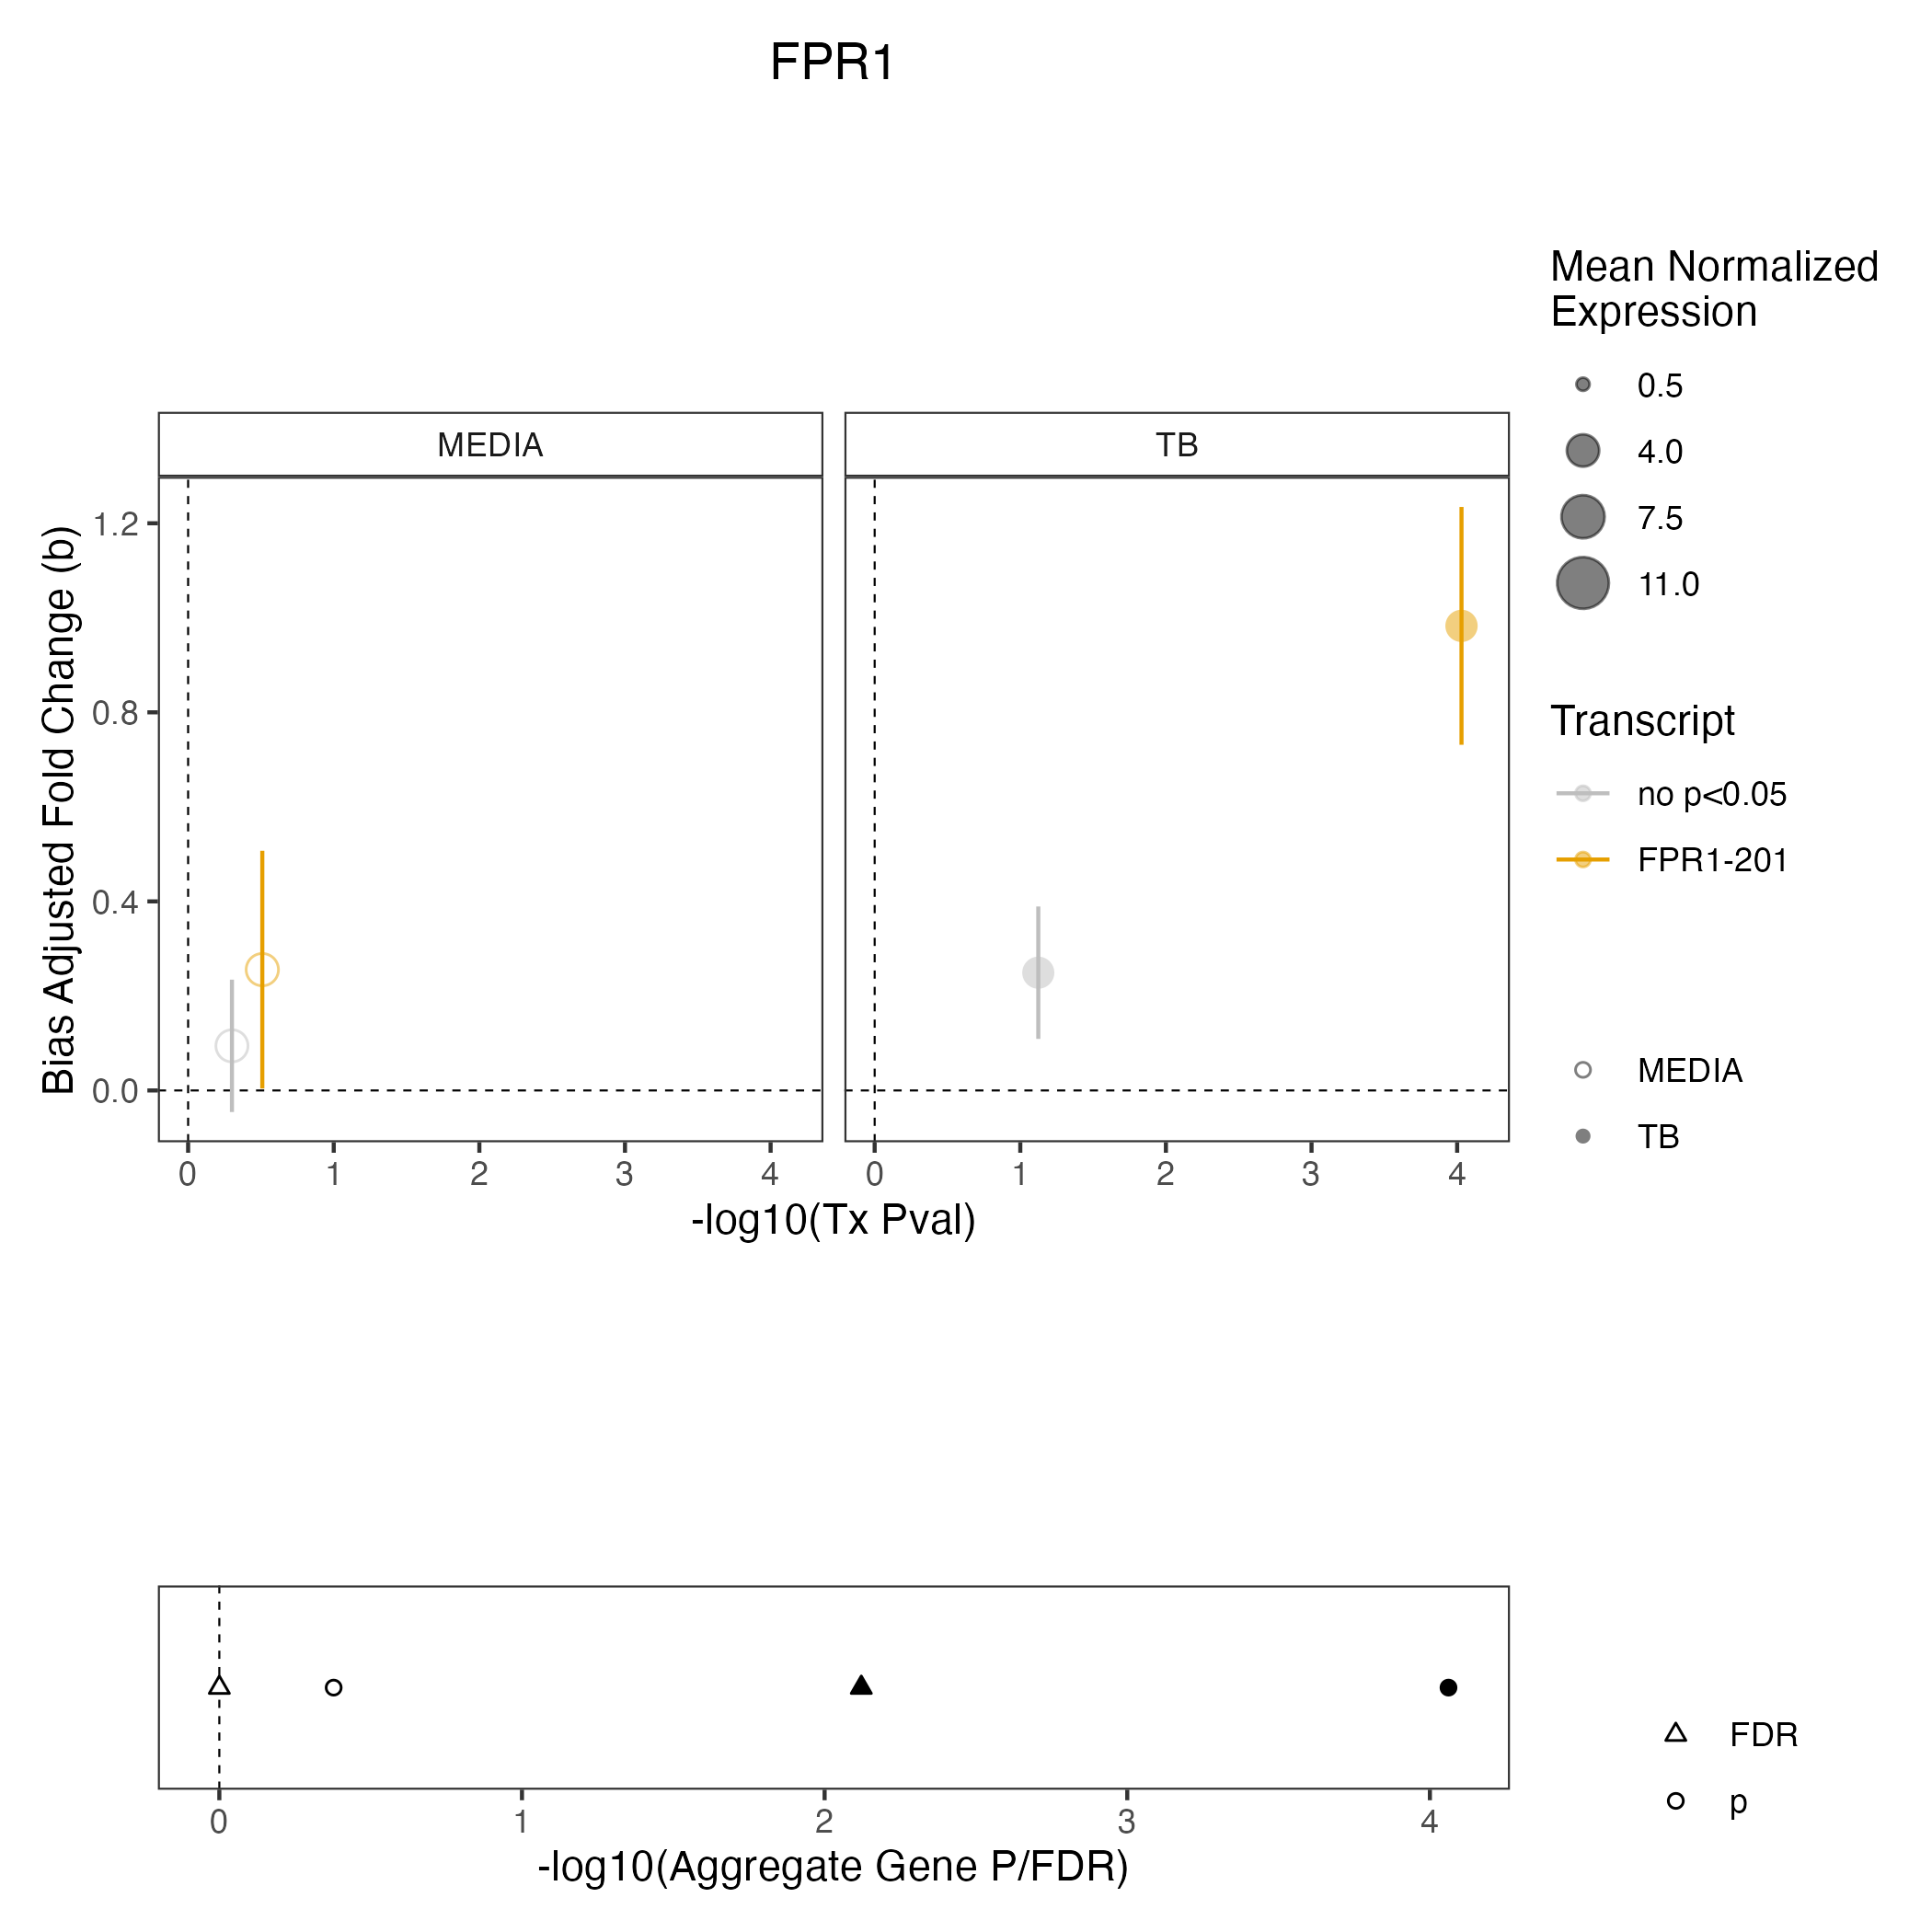 FPR1
MEDIA
TB
Bias Adjusted Fold Change (b)
1.2
0.8
0.4
0.0
0 1 2 3 4
0 1 2 3 4
-log10(Tx Pval)
Mean Normalized
Expression
0.5
4.0
7.5
11.0
Transcript
no p<0.05
FPR1-201
MEDIA
TB
0 1 2 3 4
-log10(Aggregate Gene P/FDR)
FDR
p